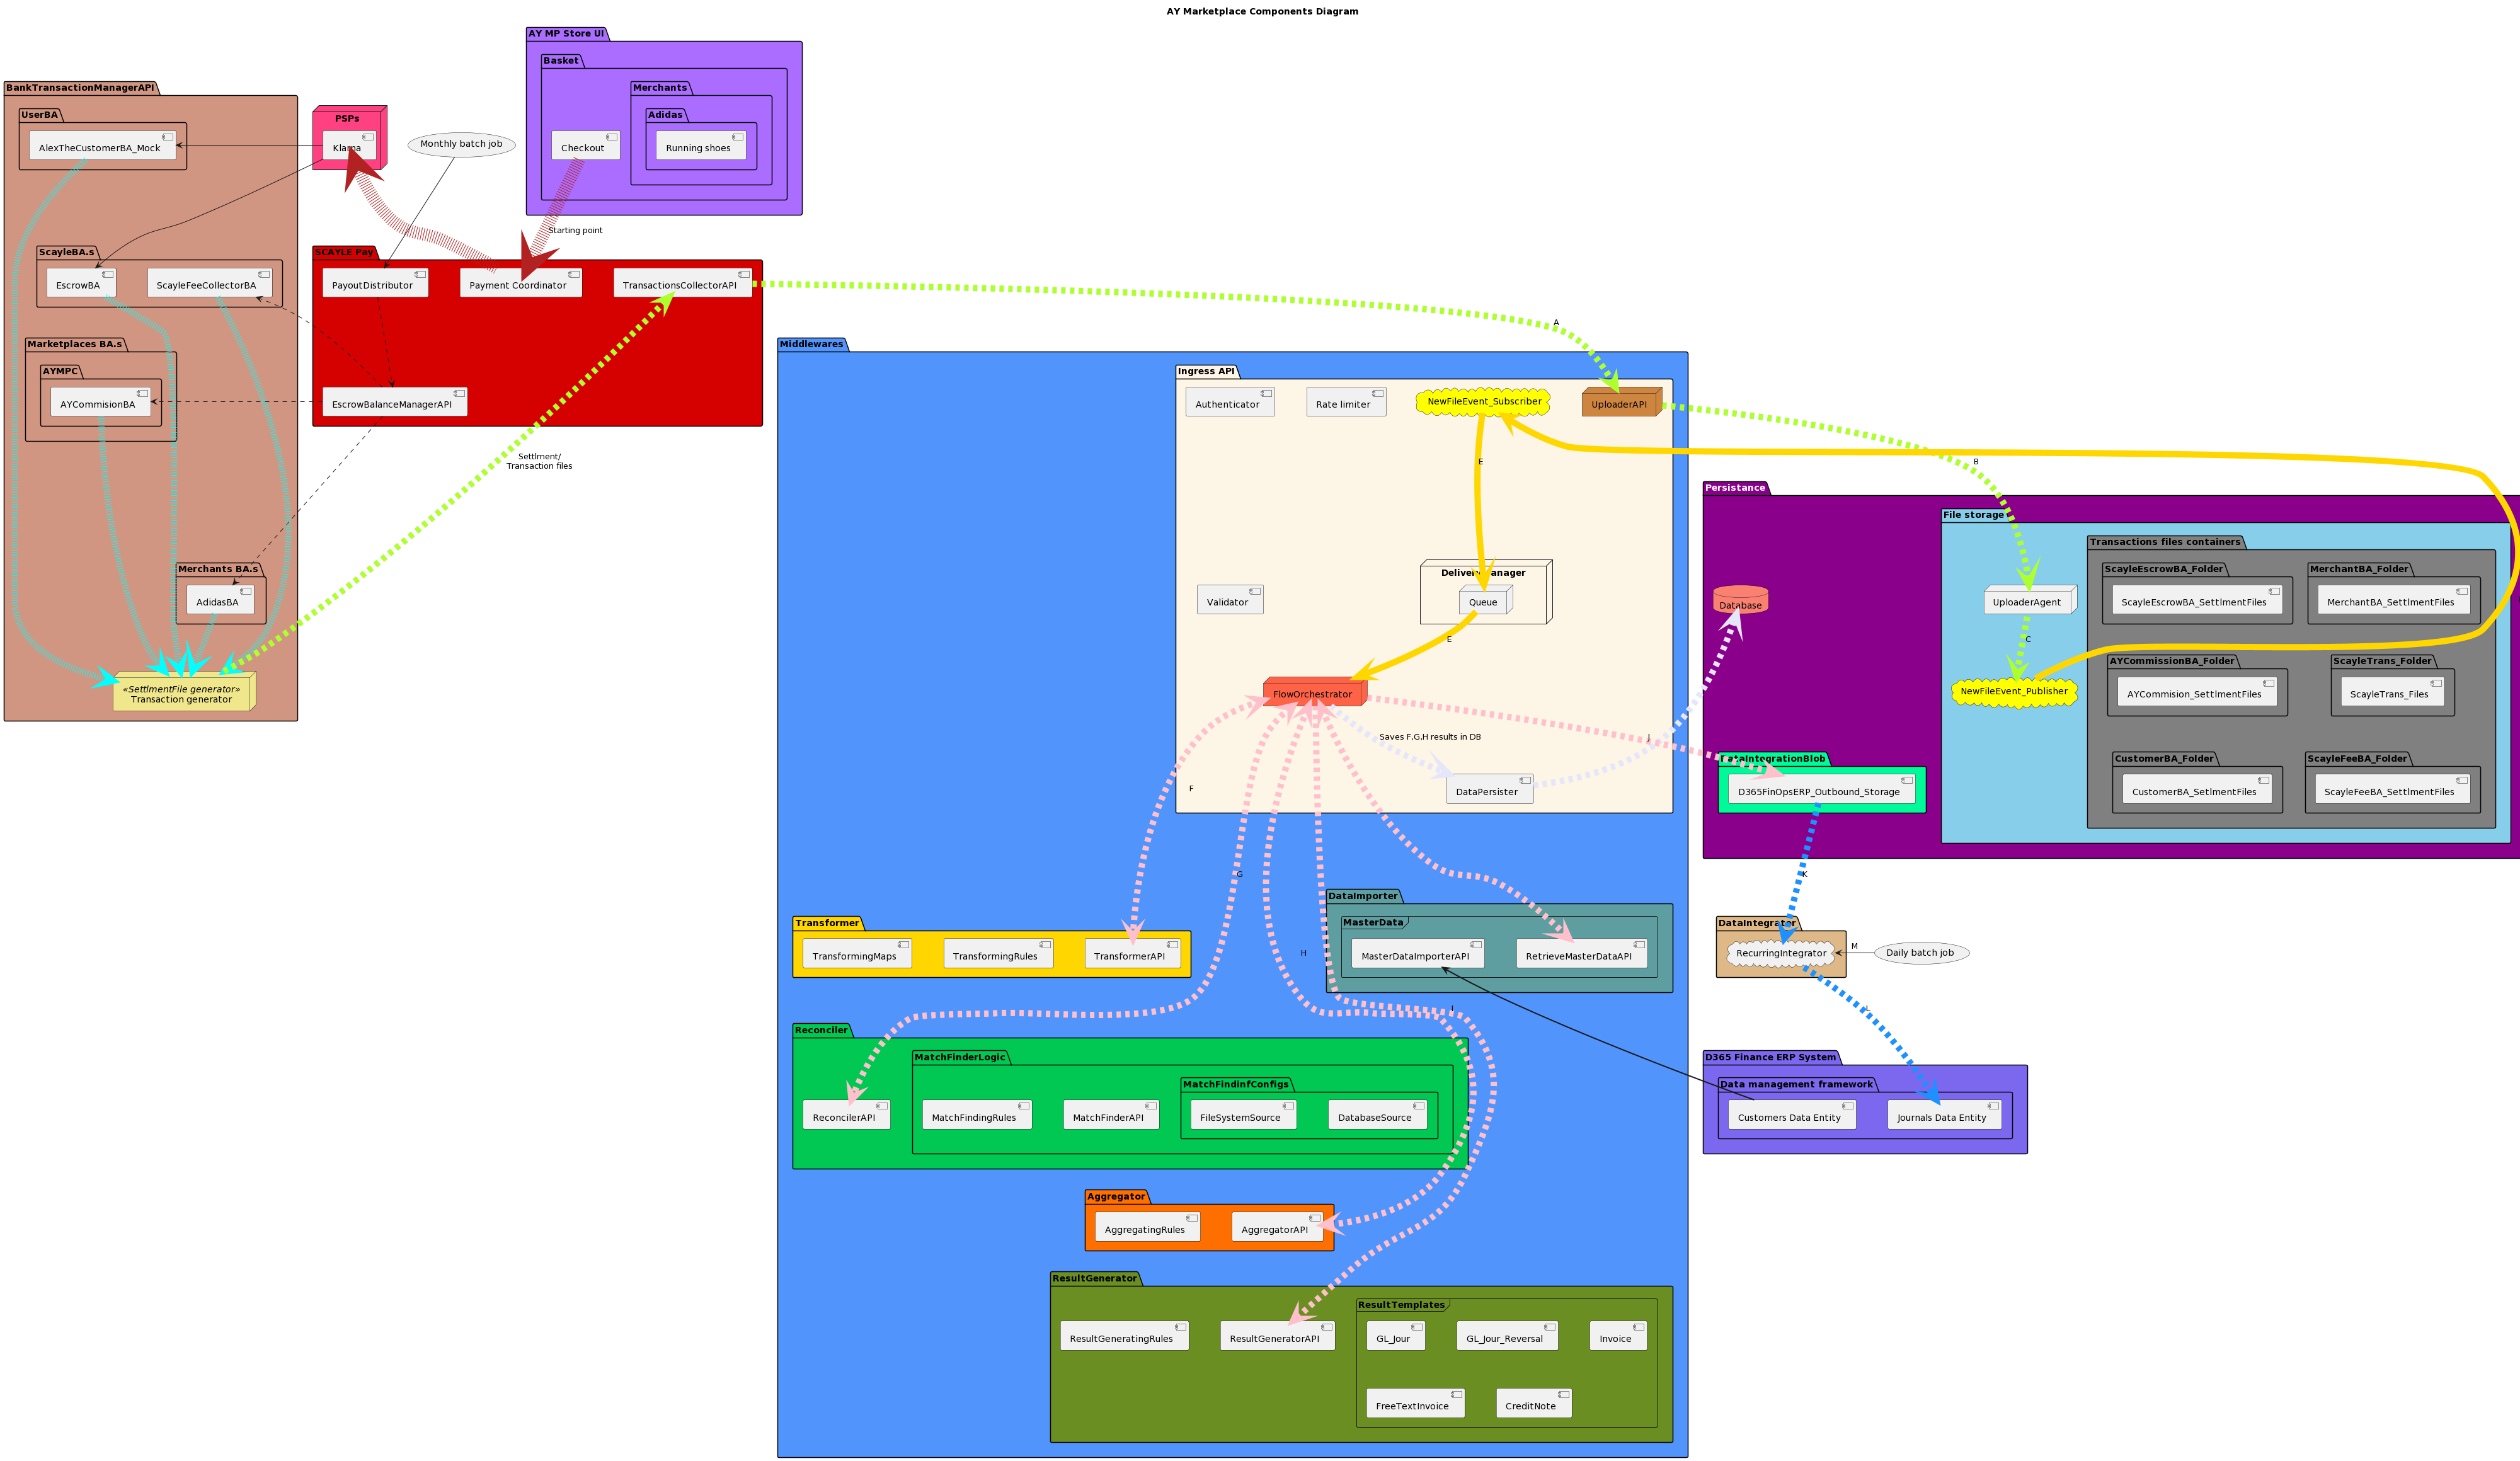 AY Marketplace Components Diagram
AY MP Store UI
Basket
Merchants
Adidas
Checkout
Running shoes
BankTransactionManagerAPI
UserBA
AlexTheCustomerBA_Mock
PSPs
Klarna
Monthly batch job
Starting point
ScayleBA.s
EscrowBA
ScayleFeeCollectorBA
SCAYLE Pay
PayoutDistributor
Payment Coordinator
TransactionsCollectorAPI
EscrowBalanceManagerAPI
Marketplaces BA.s
AYMPC
AYCommisionBA
Settlment/
Transaction files
Merchants BA.s
AdidasBA
«SettlmentFile generator»
Transaction generator
A
Middlewares
Ingress API
Authenticator
Rate limiter
NewFileEvent_Subscriber
UploaderAPI
E
B
Validator
DeliveryManager
Queue
E
FlowOrchestrator
Saves F,G,H results in DB
J
F
DataPersister
Persistance
Database
File storage
UploaderAgent
C
NewFileEvent_Publisher
Transactions files containers
ScayleEscrowBA_Folder
ScayleEscrowBA_SettlmentFiles
MerchantBA_Folder
MerchantBA_SettlmentFiles
AYCommissionBA_Folder
AYCommision_SettlmentFiles
ScayleTrans_Folder
ScayleTrans_Files
CustomerBA_Folder
CustomerBA_SetlmentFiles
ScayleFeeBA_Folder
ScayleFeeBA_SettlmentFiles
DataIntegrationBlob
D365FinOpsERP_Outbound_Storage
G
K
H
Transformer
TransformingMaps
TransformingRules
TransformerAPI
DataImporter
MasterData
MasterDataImporterAPI
RetrieveMasterDataAPI
DataIntegrator
RecurringIntegrator
M
Daily batch job
I
L
Reconciler
ReconcilerAPI
MatchFinderLogic
MatchFindingRules
MatchFinderAPI
MatchFindinfConfigs
FileSystemSource
DatabaseSource
D365 Finance ERP System
Data management framework
Customers Data Entity
Journals Data Entity
Aggregator
AggregatingRules
AggregatorAPI
ResultGenerator
ResultGeneratingRules
ResultGeneratorAPI
ResultTemplates
GL_Jour
GL_Jour_Reversal
Invoice
FreeTextInvoice
CreditNote